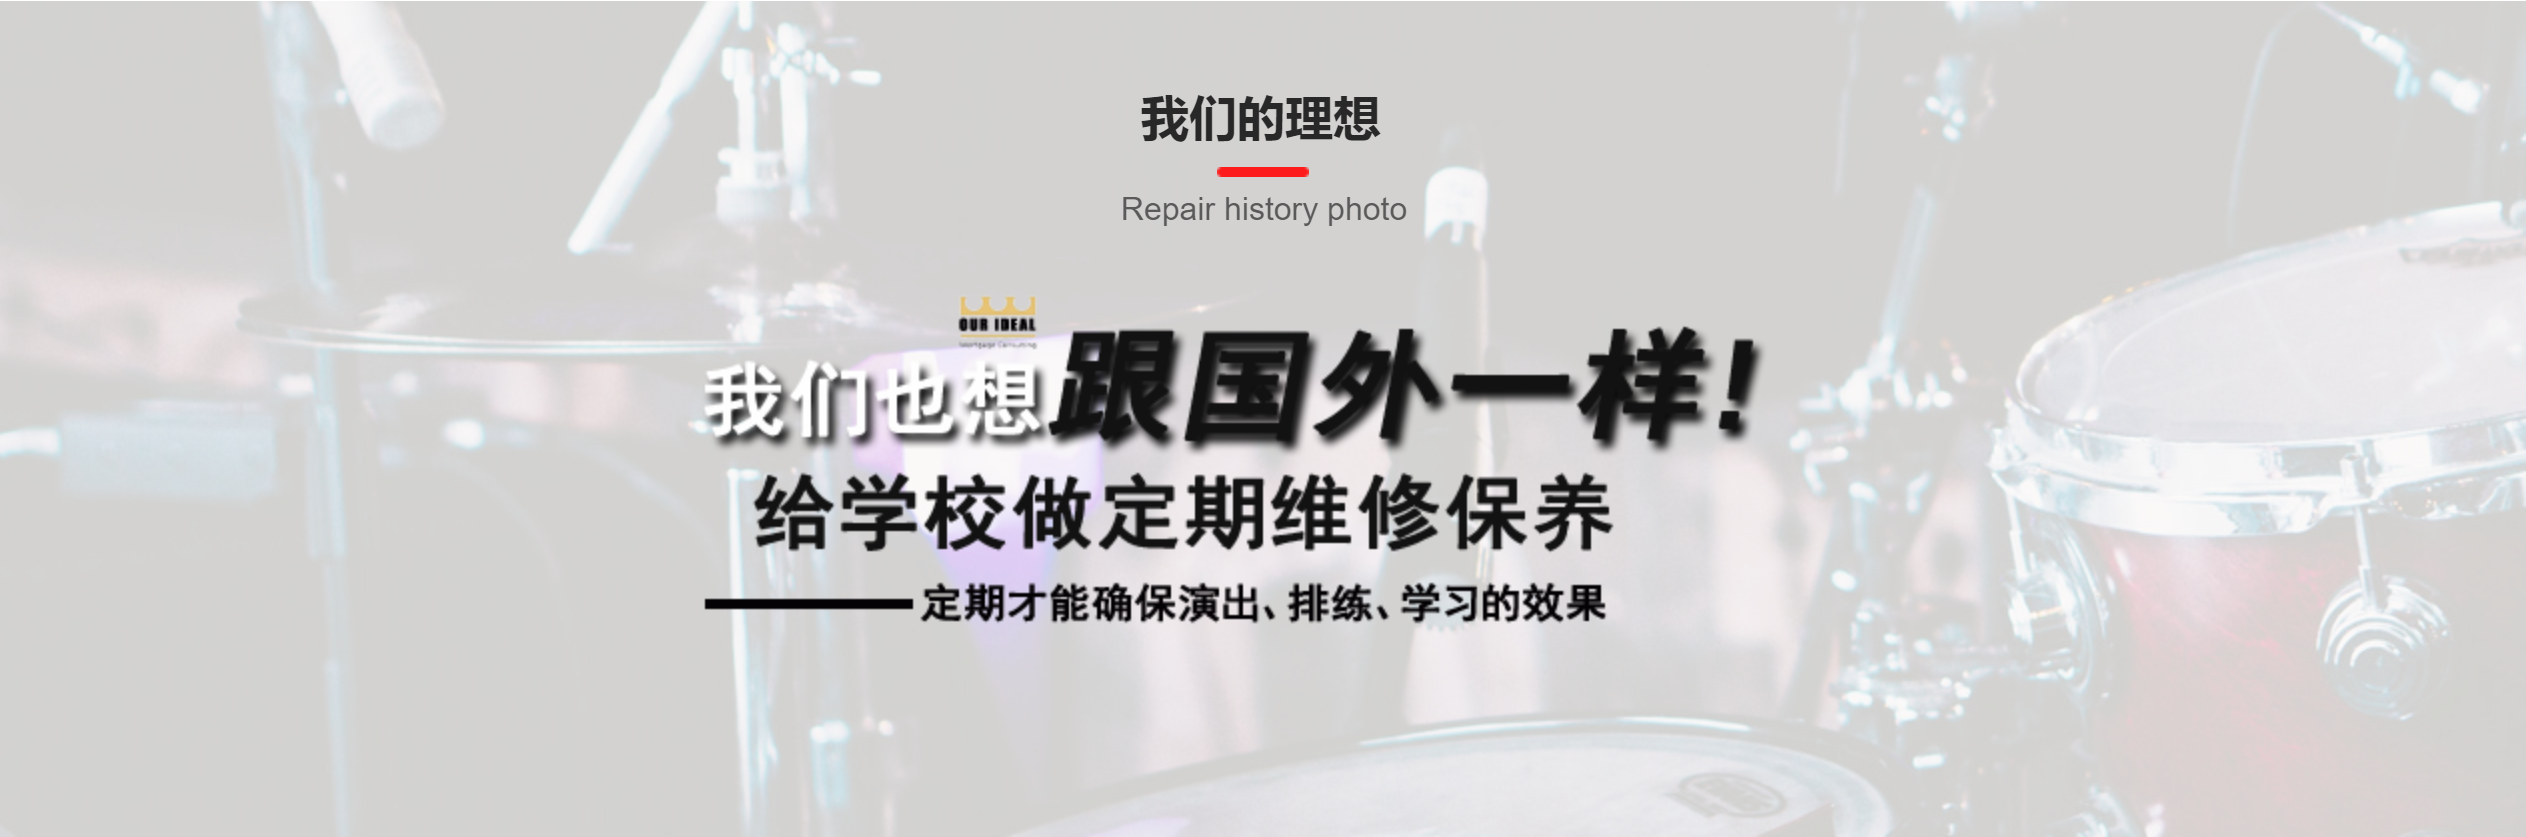 我们的理想
Repair history photo
OUR IDEAL
我们也想跟国外一样!
给学校做定期维修保养
定期才能确保演出、排练、学习的效果